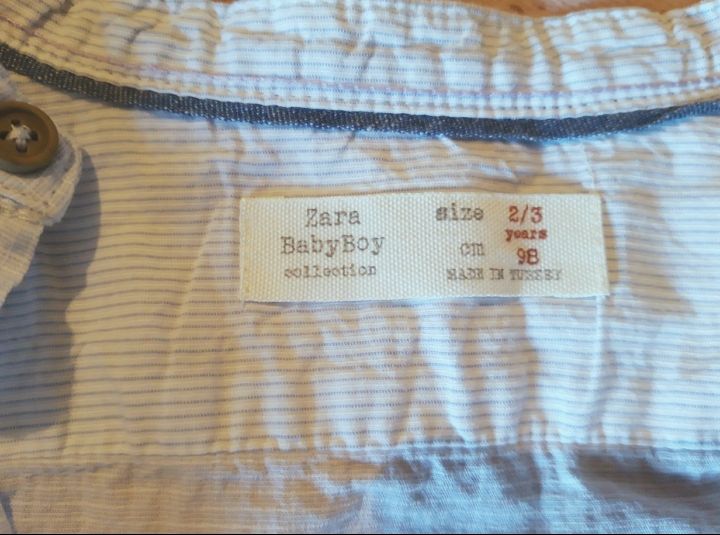 Zara
BabyBoy
collection
size 2/3
years
cm 98
MADE IN TURKEY